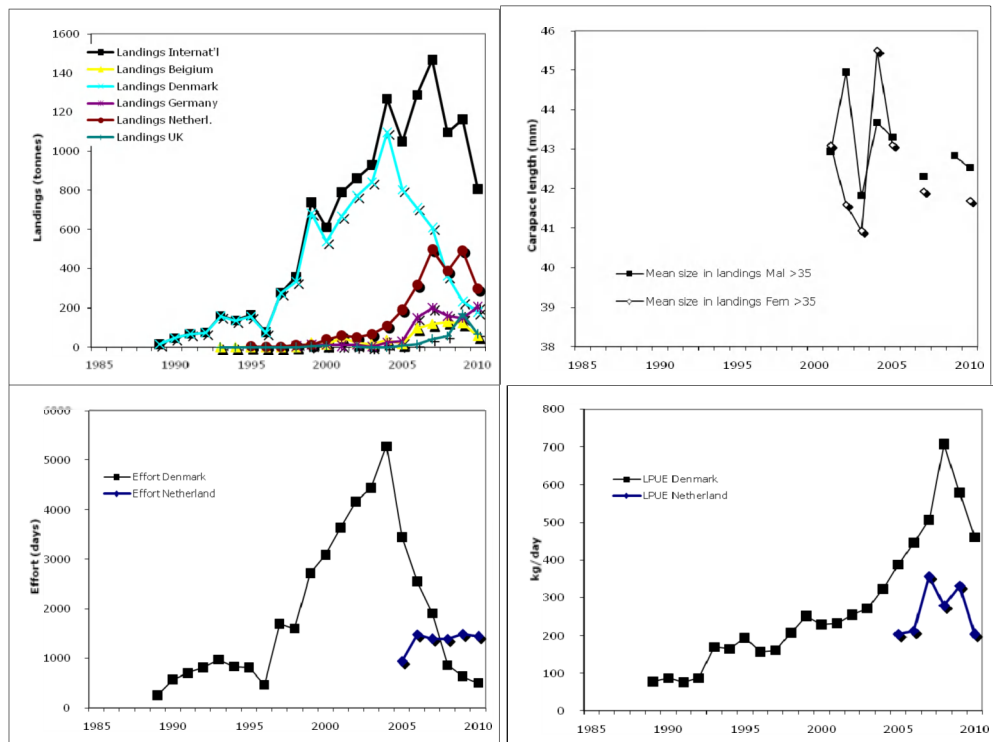 1600
140
120
1000
800
600
400
200
0
Landings (tonnes)
Landings Internat'l
Landings Belgium
Landings Denmark
Landings Germany
Landings Netherl.
Landings UK
1985 1990 1995 2000 2005 2010
46
45
44
43
42
41
40
39
38
Carapace length (mm)
Mean size in landings Mal >35
Mean size in landings Fem >35
1985 1990 1995 2000 2005 2010
6000
5000
4000
3000
2000
1000
0
Effort (days)
Effort Denmark
Effort Netherland
1985 1990 1995 2000 2005 2010
800
700
600
500
400
300
200
100
0
kg/day
LPUE Denmark
LPUE Netherland
1985 1990 1995 2000 2005 2010